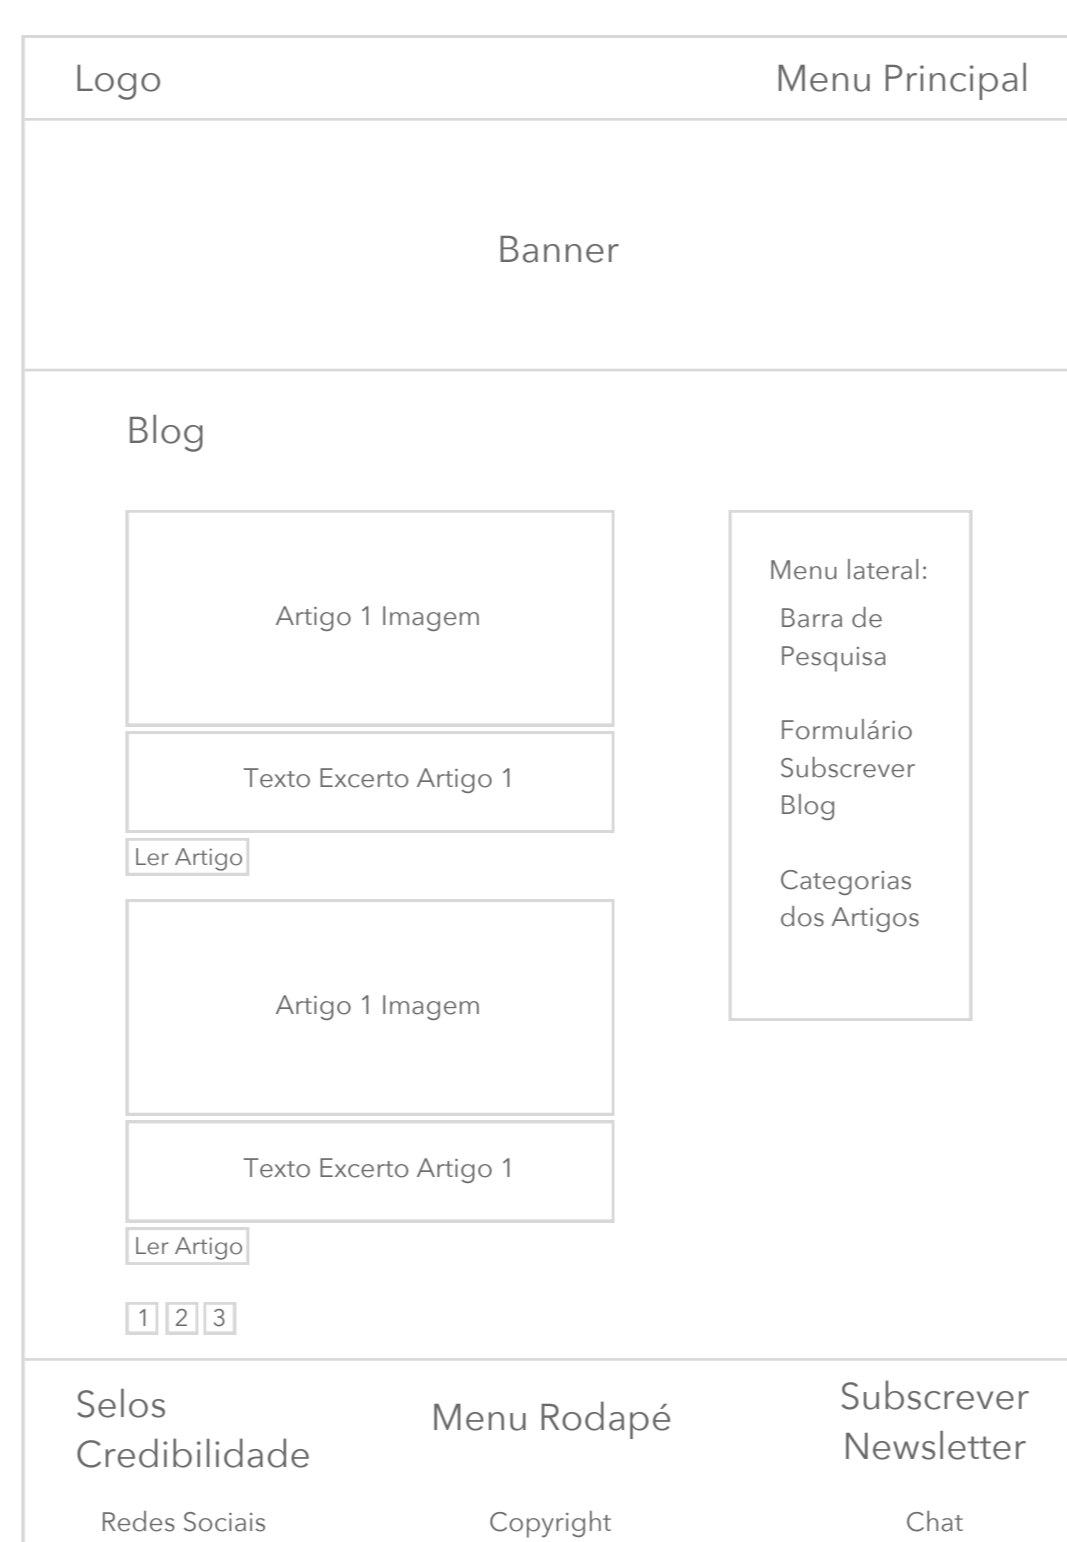 Logo
Menu Principal
Banner
Blog
Artigo 1 Imagem
Texto Excerto Artigo 1
Ler Artigo
Artigo 1 Imagem
Texto Excerto Artigo 1
Ler Artigo
1 2 3
Menu lateral:
Barra de
Pesquisa
Formulário
Subscrever
Blog
Categorias
dos Artigos
Selos
Credibilidade
Menu Rodapé
Subscrever
Newsletter
Redes Sociais
Copyright
Chat